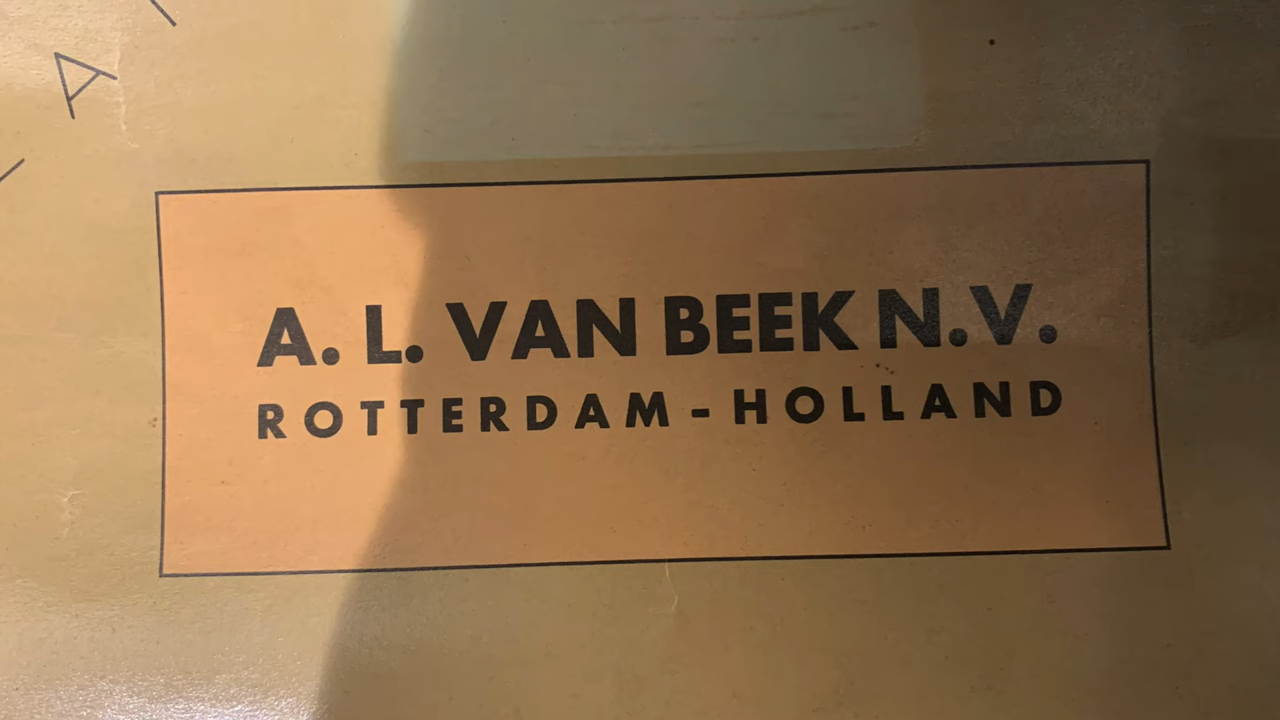 A
A. L. VAN BEEK N.V.
ROTTERDAM - HOLLAND